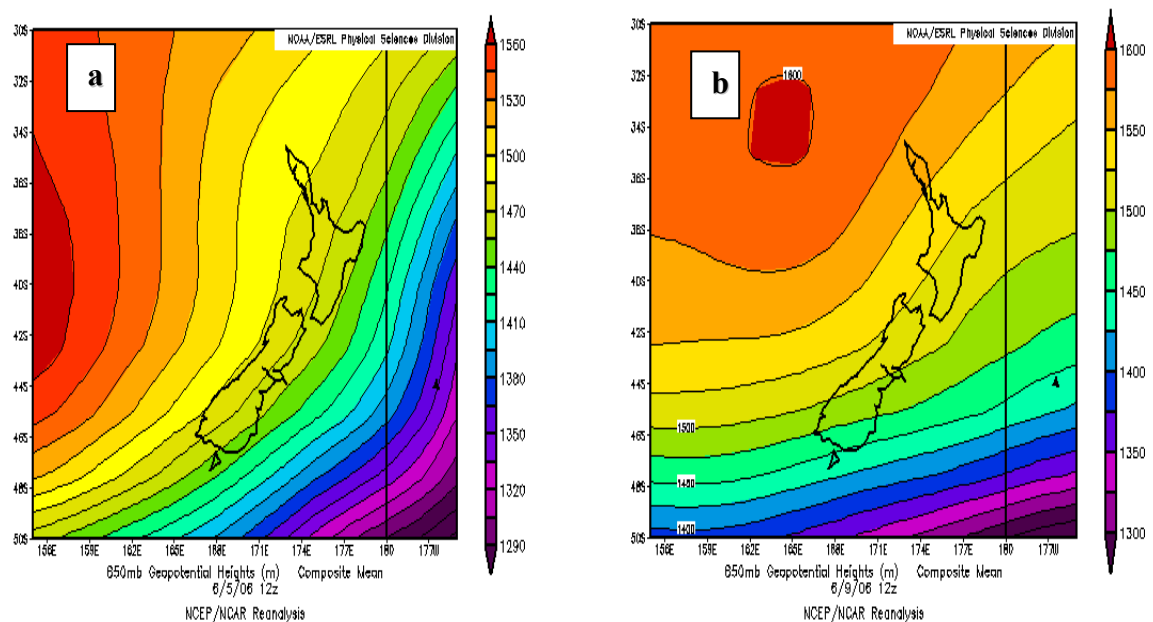 a
NOAA/ESRL Physical Sciences Division
30S
32S
34S
36S
38S
40S
42S
44S
46S
48S
50S
156E 159E 162E 165E 168E 171E 174E 177E 180 177W
1560
1530
1500
1470
1440
1410
1380
1350
1320
1290
850mb Geopotential Heights (m) Composite Mean
6/5/06 12z
NCEP/NCAR Reanalysis
b
NOAA/ESRL Physical Sciences Division
30S
32S
34S
36S
38S
40S
42S
44S
46S
48S
50S
1600
1500
1450
1400
156E 159E 162E 165E 168E 171E 174E 177E 180 177W
1600
1550
1500
1450
1400
1350
1300
850mb Geopotential Heights (m) Composite Mean
6/9/06 12z
NCEP/NCAR Reanalysis